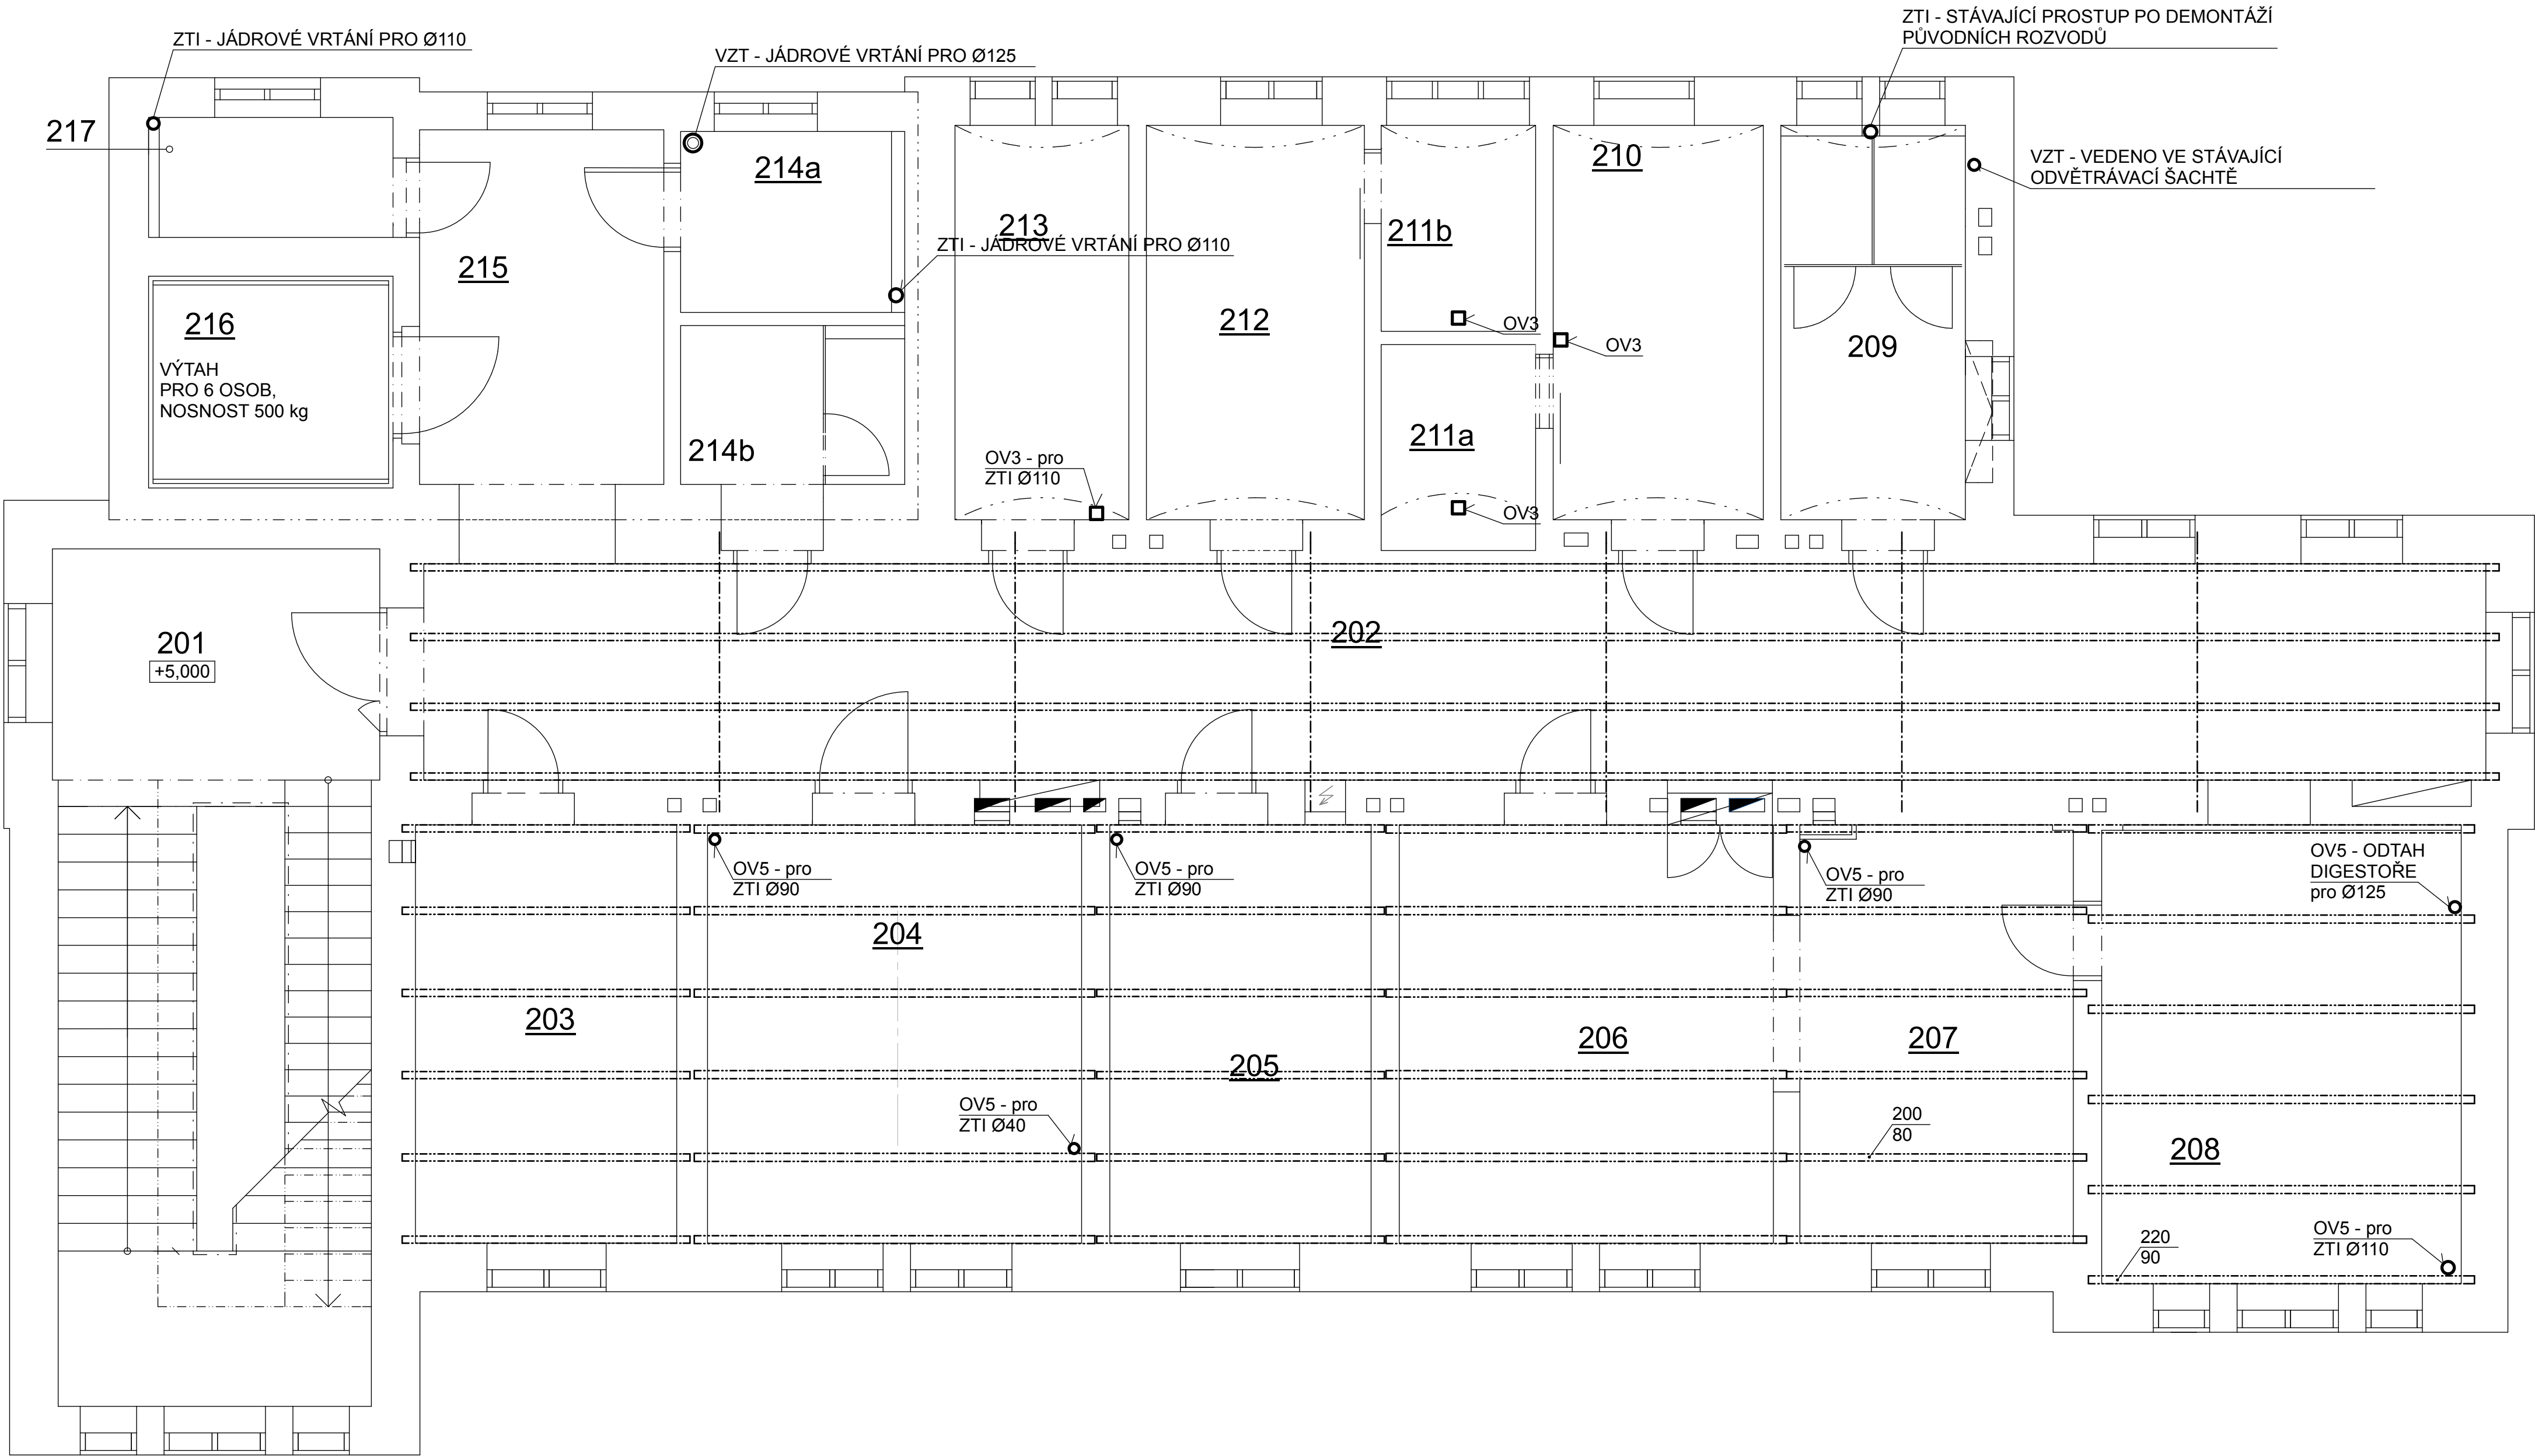 ZTI - JÁDROVÉ VRTÁNÍ PRO Ø110
VZT - JÁDROVÉ VRTÁNÍ PRO Ø125
ZTI - STÁVAJÍCÍ PROSTUP PO DEMONTÁŽÍ
PŮVODNÍCH ROZVODŮ
217
214a
210
VZT - VEDENO VE STÁVAJÍCÍ
ODVĚTRÁVACÍ ŠACHTĚ
213
211b
ZTI - JÁDROVÉ VRTÁNÍ PRO Ø110
215
216
212
OV3
OV3
209
VÝTAH
PRO 6 OSOB,
NOSNOST 500 kg
214b
211a
OV3 - pro
ZTI Ø110
OV3
201
+5,000
202
OV5 - pro
ZTI Ø90
OV5 - pro
ZTI Ø90
OV5 - pro
ZTI Ø90
OV5 - ODTAH
DIGESTOŘE
pro Ø125
204
203
205
206
207
OV5 - pro
ZTI Ø40
200
80
208
220
90
OV5 - pro
ZTI Ø110